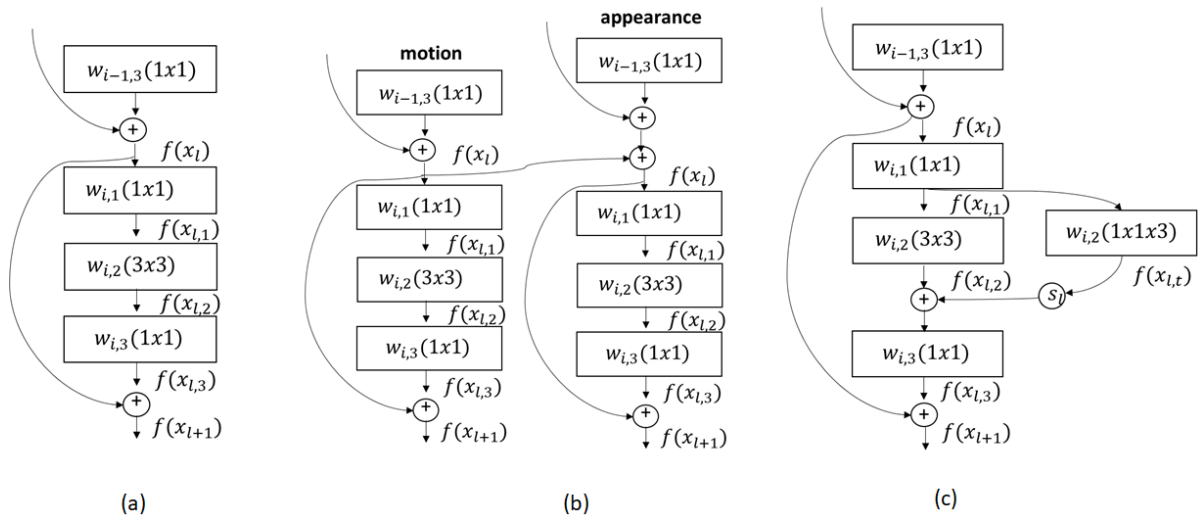 w_{i−1,3}(1x1)
+
f(x_l)
w_{i,1}(1x1)
f(x_{l,1})
w_{i,2}(3x3)
f(x_{l,2})
w_{i,3}(1x1)
f(x_{l,3})
+
f(x_{l+1})
(a)
motion
w_{i−1,3}(1x1)
+
f(x_l)
w_{i,1}(1x1)
f(x_{l,1})
w_{i,2}(3x3)
f(x_{l,2})
w_{i,3}(1x1)
f(x_{l,3})
+
f(x_{l+1})
appearance
w_{i−1,3}(1x1)
+
+
f(x_l)
w_{i,1}(1x1)
f(x_{l,1})
w_{i,2}(3x3)
f(x_{l,2})
w_{i,3}(1x1)
f(x_{l,3})
+
f(x_{l+1})
(b)
w_{i−1,3}(1x1)
+
f(x_l)
w_{i,1}(1x1)
f(x_{l,1})
w_{i,2}(3x3)
w_{i,2}(1x1x3)
f(x_{l,2})
f(x_{l,t})
+
s_l
w_{i,3}(1x1)
f(x_{l,3})
+
f(x_{l+1})
(c)